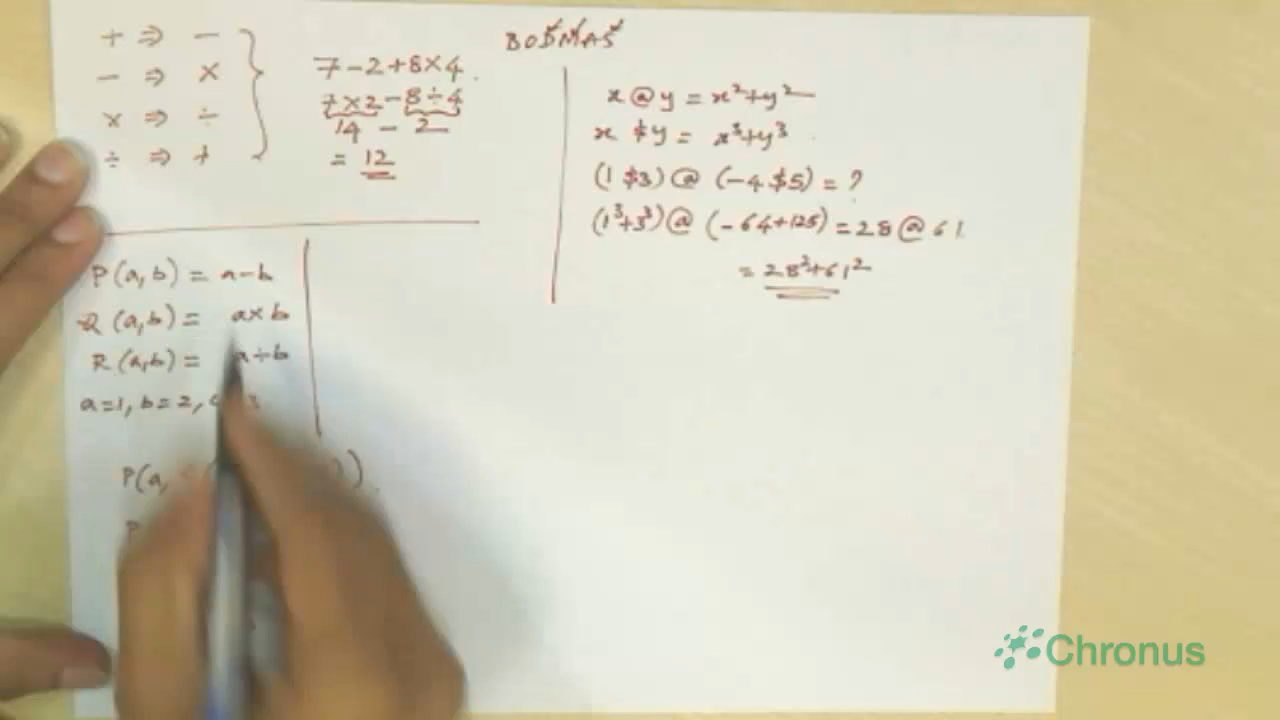 + ⇒ -
- ⇒ ×
× ⇒ ÷
÷ ⇒ +
7-2+8×4.
7×2-8÷4
14 - 2
= 12
BODMAS
x @ y = x²+y²
x $ y = x³+y³
(1 $3) @ (-4 $5) = ?
(1³+3³) @ (-64+125) = 28 @ 61
= 28²+61²
P(a,b) = a-b
Q(a,b) = a×b
R(a,b) = a÷b
a=1, b=2,
P(a,
Chronus